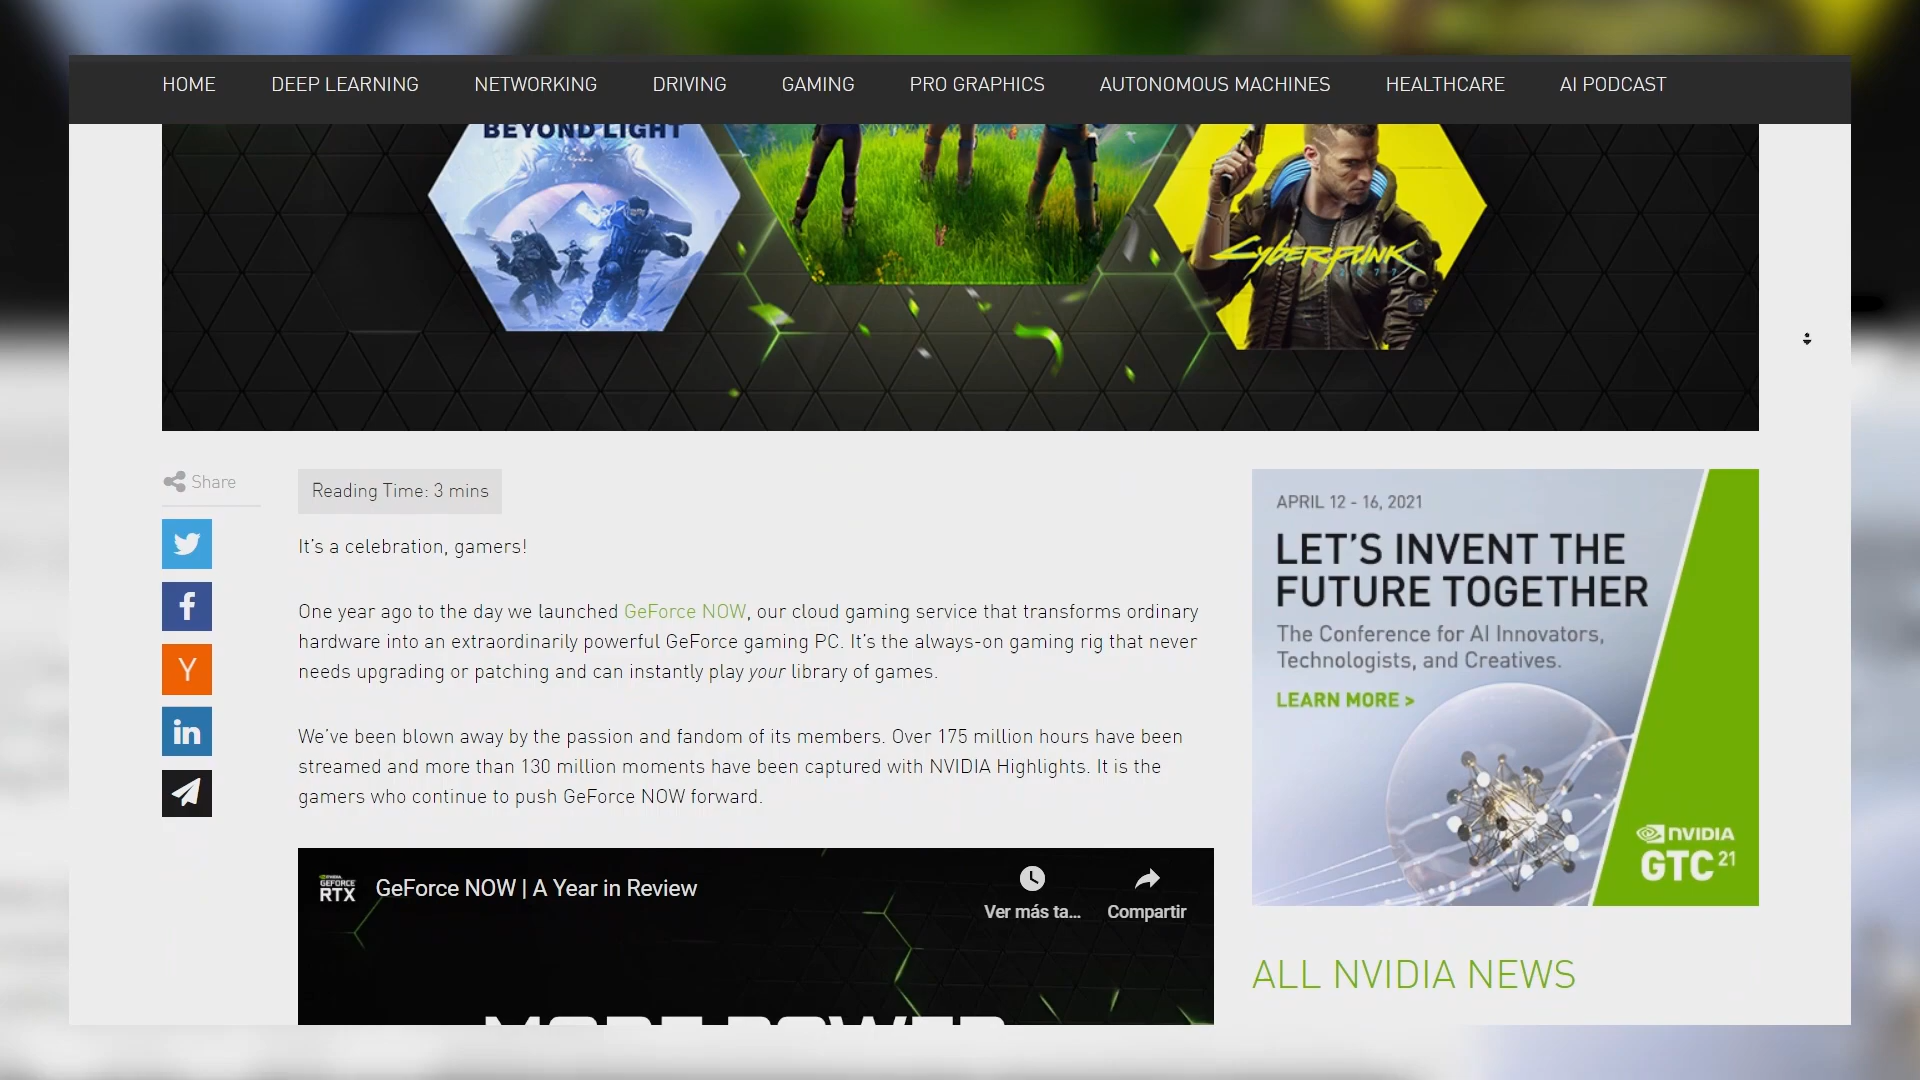 HOME DEEP LEARNING NETWORKING DRIVING GAMING PRO GRAPHICS AUTONOMOUS MACHINES HEALTHCARE AI PODCAST
BEYOND LIGHT
Cyberpunk
2077
Share
Reading Time: 3 mins
It's a celebration, gamers!
One year ago to the day we launched GeForce NOW, our cloud gaming service that transforms ordinary
hardware into an extraordinarily powerful GeForce gaming PC. It's the always-on gaming rig that never
needs upgrading or patching and can instantly play your library of games.
We've been blown away by the passion and fandom of its members. Over 175 million hours have been
streamed and more than 130 million moments have been captured with NVIDIA Highlights. It is the
gamers who continue to push GeForce NOW forward.
NVIDIA.
GEFORCE
RTX
GeForce NOW | A Year in Review
Ver más ta...
Compartir
MORE POWER
APRIL 12 - 16, 2021
LET'S INVENT THE
FUTURE TOGETHER
The Conference for AI Innovators,
Technologists, and Creatives.
LEARN MORE >
NVIDIA
GTC 21
ALL NVIDIA NEWS